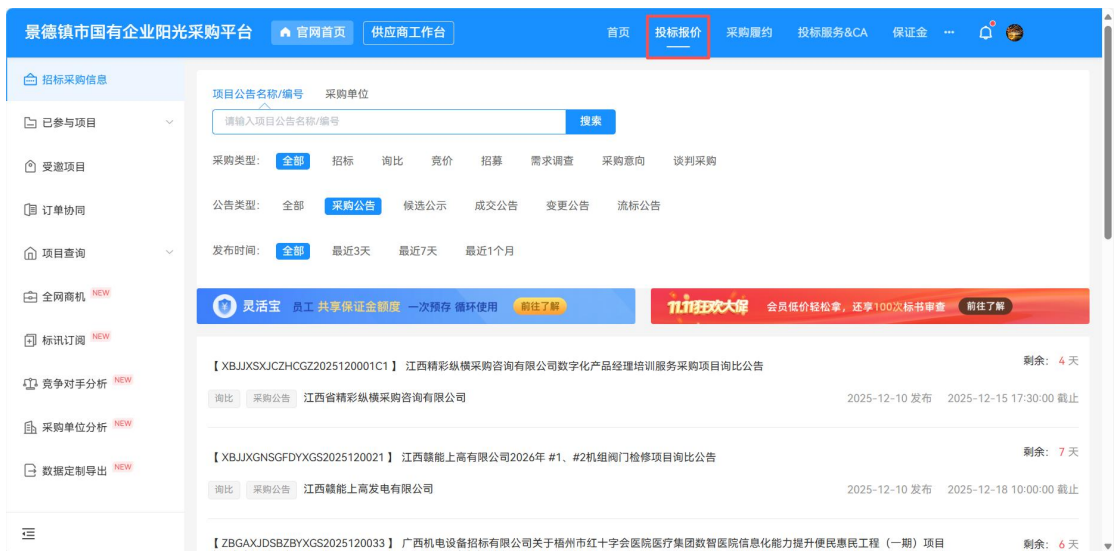 景德镇市国有企业阳光采购平台 官网首页 供应商工作台 首页 投标报价 采购履约 投标服务&CA 保证金 ···
招标采购信息
已参与项目
受邀项目
订单协同
项目查询
全网商机 NEW
标讯订阅 NEW
竞争对手分析 NEW
采购单位分析 NEW
数据定制导出 NEW
项目公告名称/编号 采购单位
请输入项目公告名称/编号 搜索
采购类型: 全部 招标 询比 竞价 招募 需求调查 采购意向 谈判采购
公告类型: 全部 采购公告 候选公示 成交公告 变更公告 流标公告
发布时间: 全部 最近3天 最近7天 最近1个月
灵活宝 员工 共享保证金额度 一次预存 循环使用 前往了解
11.11狂欢大保 会员低价轻松拿，还享100次标书审查 前往了解
【 XBJJXSXJCZHCGZ2025120001C1 】 江西精彩纵横采购咨询有限公司数字化产品经理培训服务采购项目询比公告 剩余: 4 天
询比 采购公告 江西省精彩纵横采购咨询有限公司 2025-12-10 发布 2025-12-15 17:30:00 截止
【 XBJJXGNSGFDYXGS2025120021 】 江西赣能上高有限公司2026年 #1、#2机组阀门检修项目询比公告 剩余: 7 天
询比 采购公告 江西赣能上高发电有限公司 2025-12-10 发布 2025-12-18 10:00:00 截止
【 ZBGAXJDSBZBYXGS2025120033 】 广西机电设备招标有限公司关于梧州市红十字会医院医疗集团数智医院信息化能力提升便民惠民工程（一期）项目 剩余: 6 天